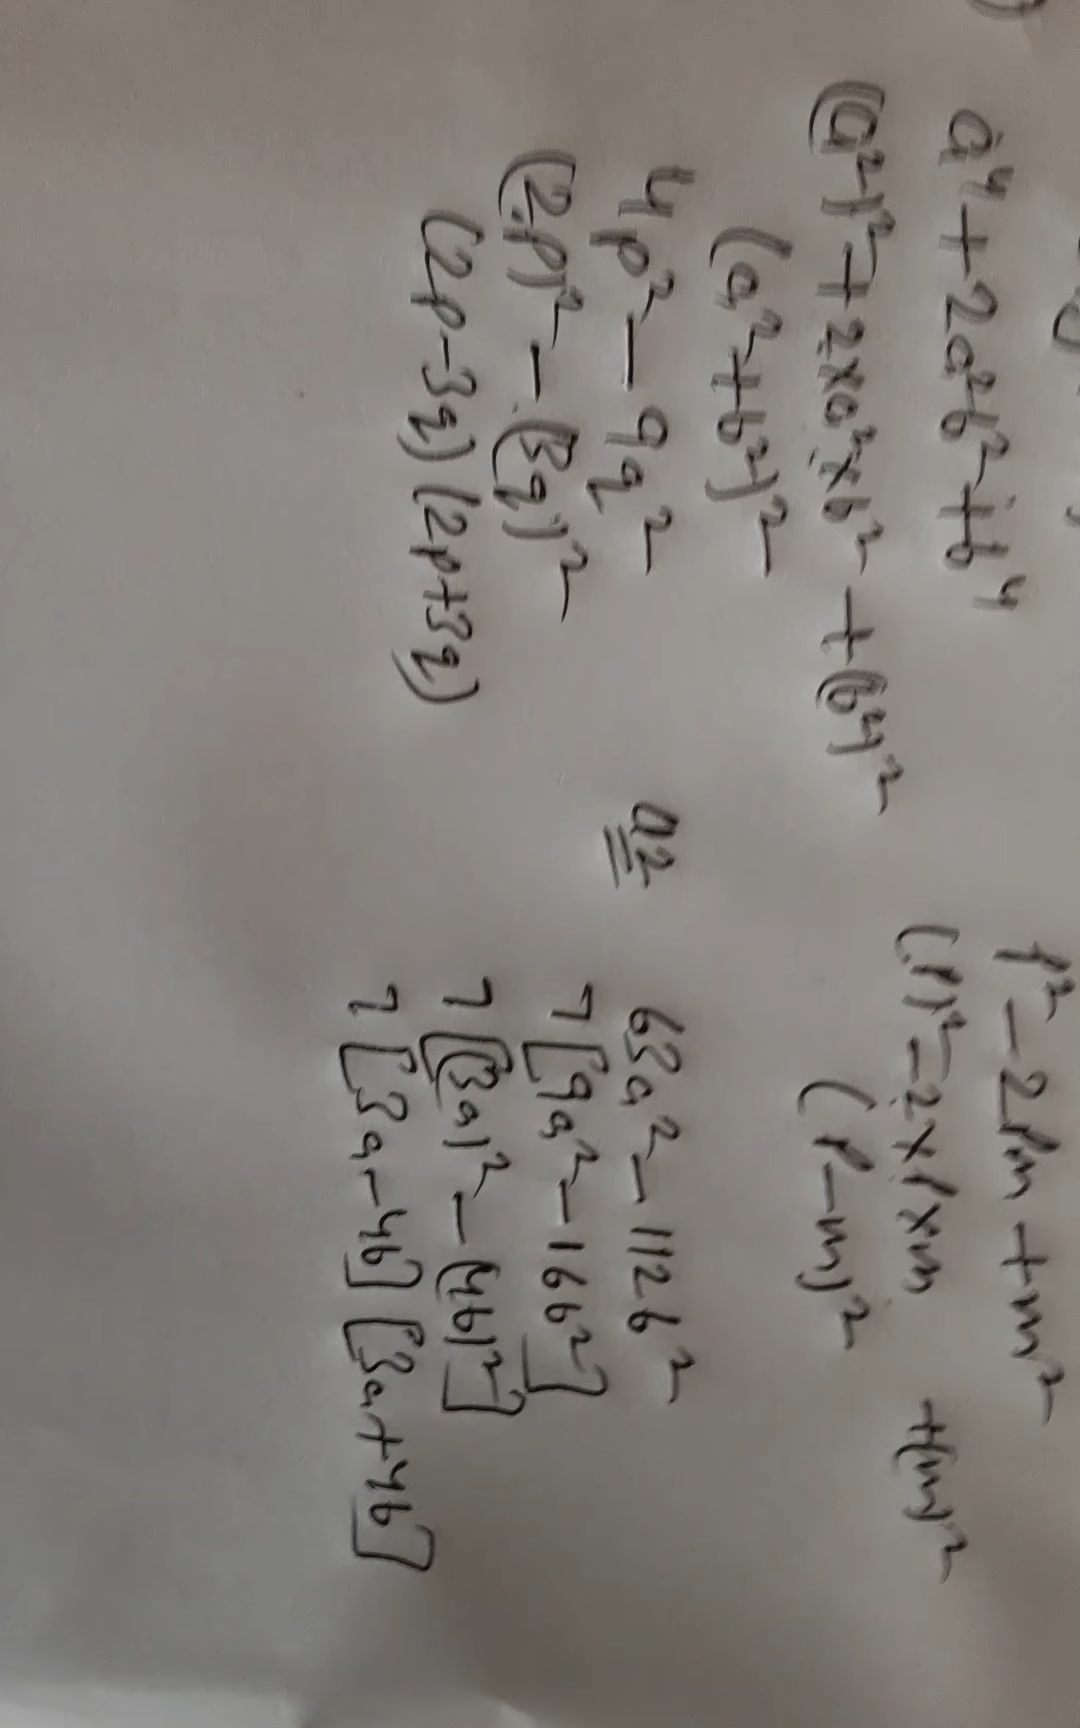 a⁴ + 2a²b² + b⁴
(a²)² + 2×a²×b² + (b⁴)²
(a² + b²)²
4p² − 9q²
(2p)² − (3q)²
(2p−3q) (2p+3q)
l² − 2lm + m²
(l)² − 2×l×m + (m)²
(l−m)²
Q2
63a² − 112b²
7[9a² − 16b²]
7[(3a)² − (4b)²]
7[3a−4b] [3a+4b]